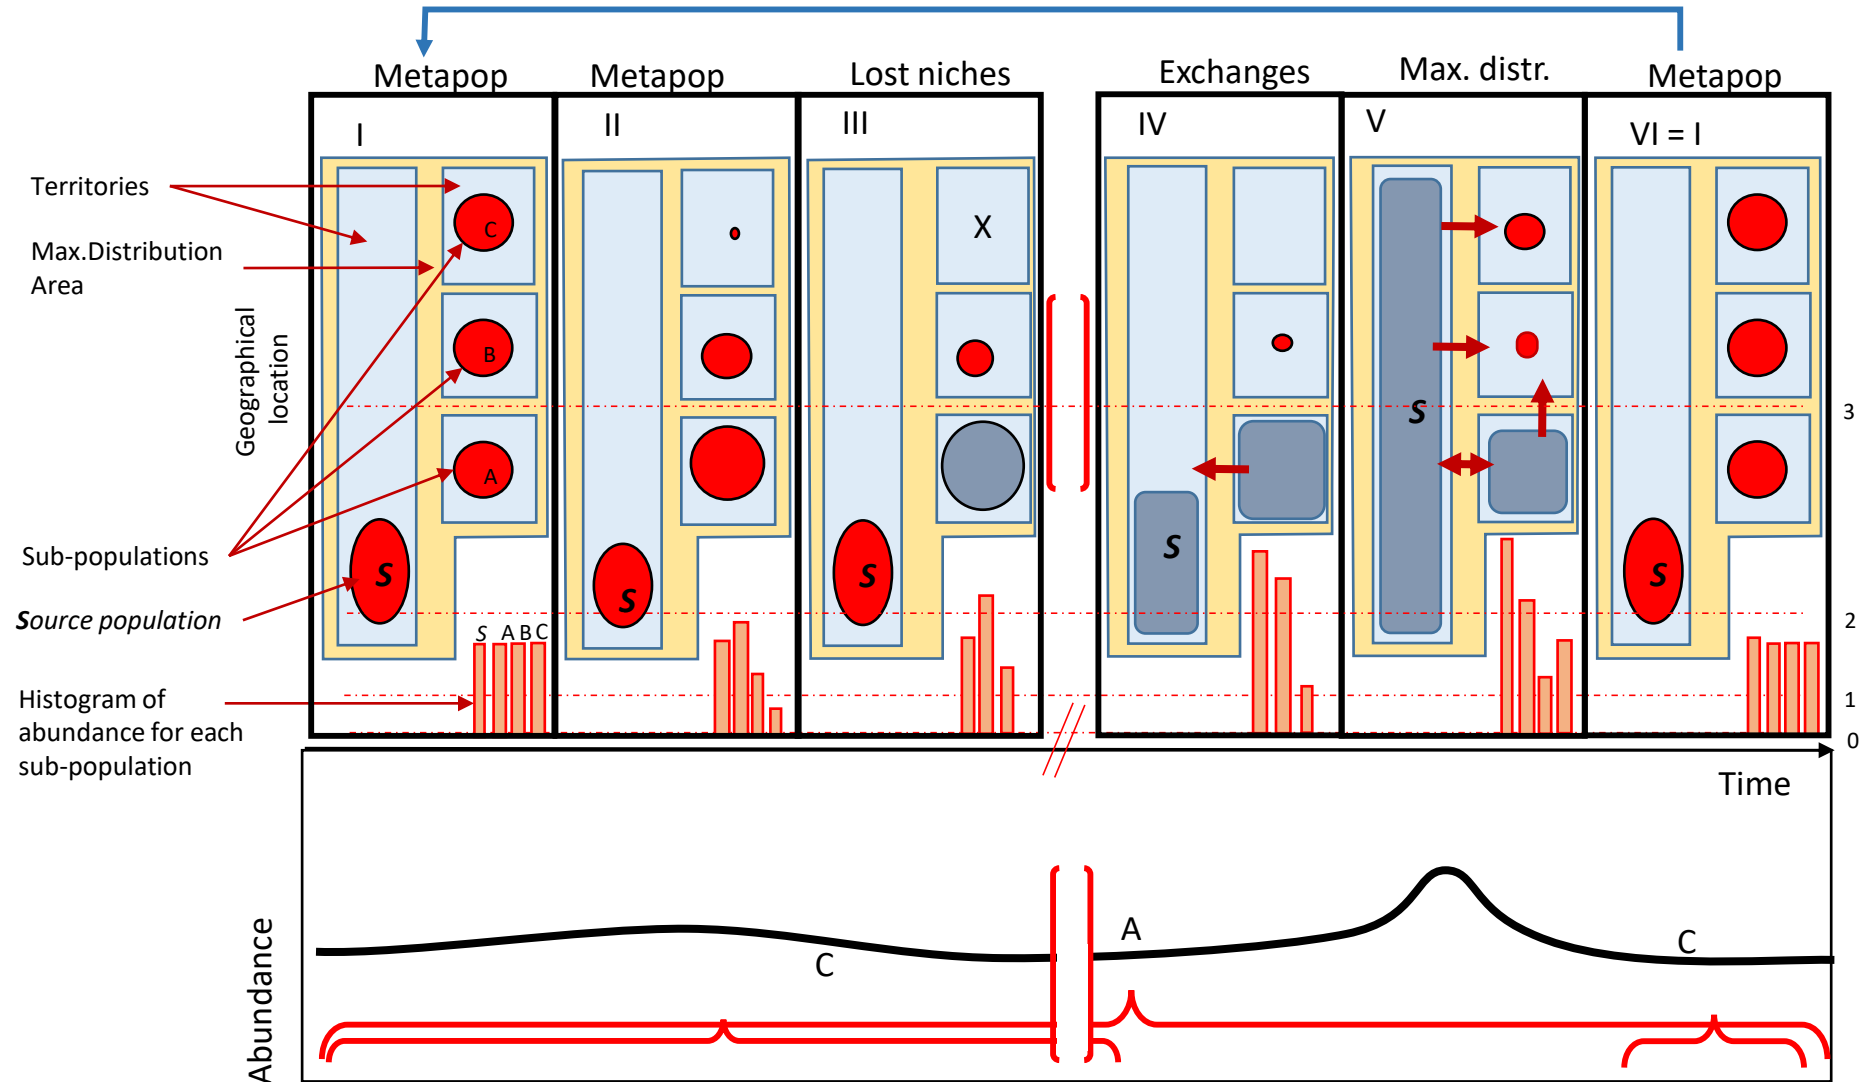 Metapop
Metapop
Lost niches
Exchanges
Max. distr.
Metapop
I
II
III
IV
V
VI = I
Territories
Max.Distribution
Area
Geographical
location
Sub-populations
Source population
Histogram of
abundance for each
sub-population
C
B
A
S
S A B C
S
X
S
S
S
S
3
2
1
0
Time
Abundance
C
A
C